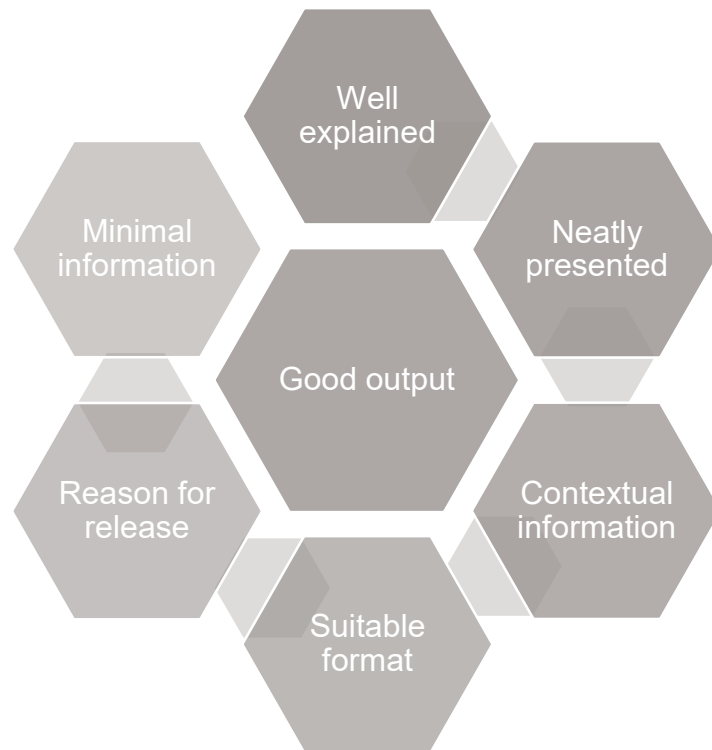 Well
explained
Neatly
presented
Contextual
information
Suitable
format
Reason for
release
Minimal
information
Good output